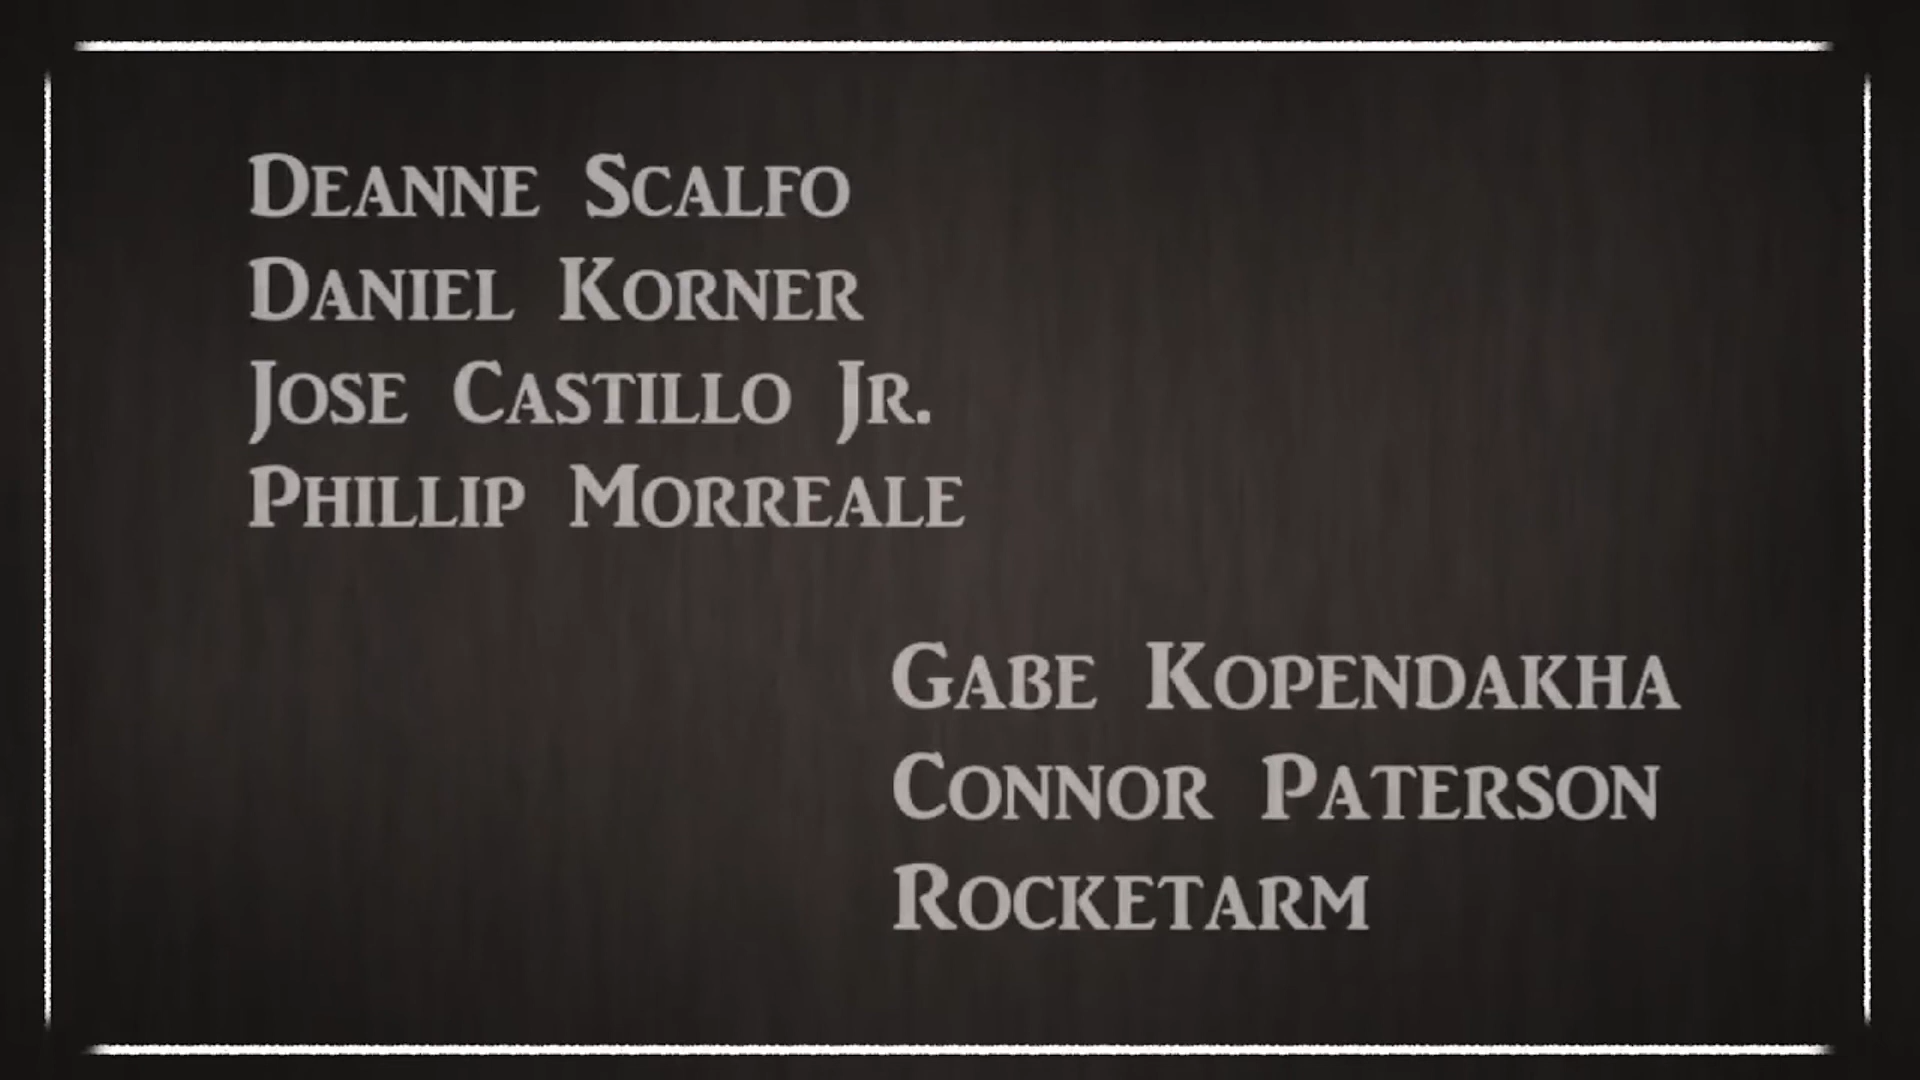 Deanne Scalfo
Daniel Korner
Jose Castillo Jr.
Phillip Morreale
Gabe Kopendakha
Connor Paterson
Rocketarm